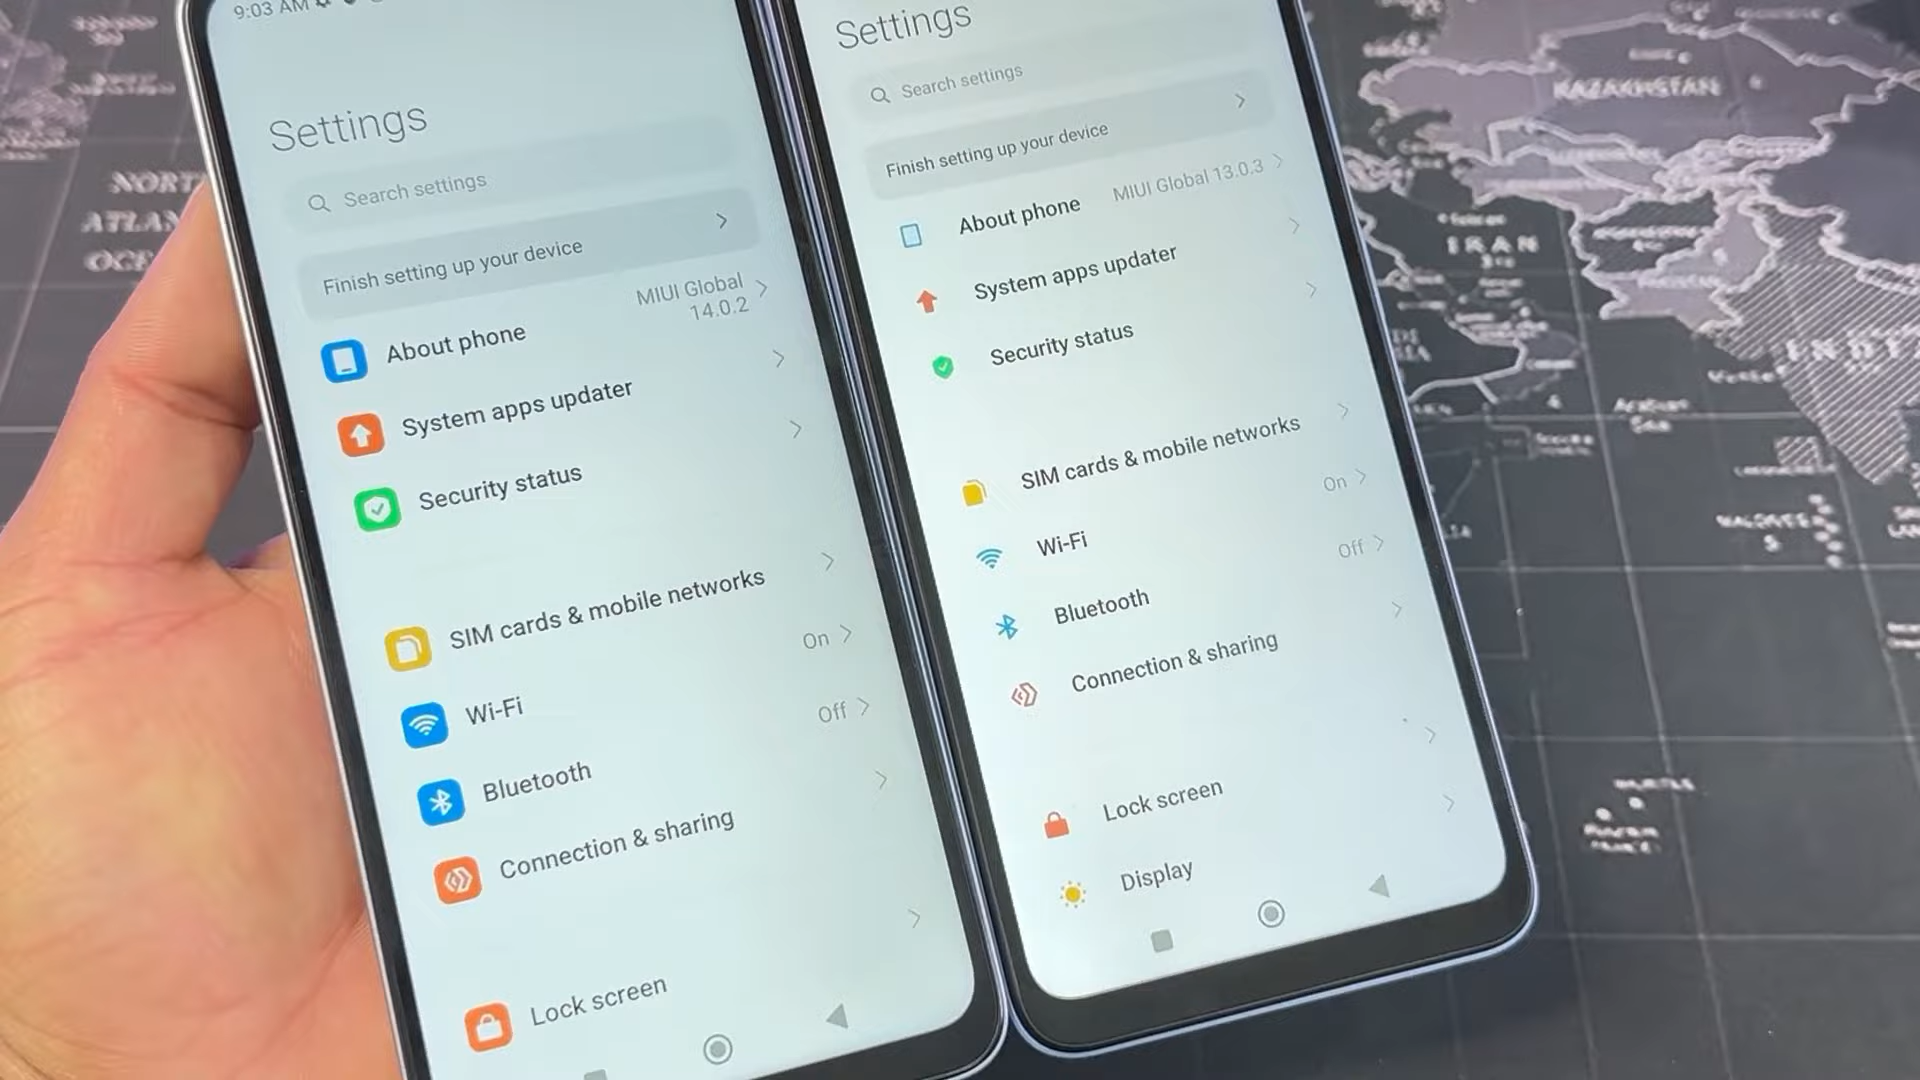 9:03 AM
Settings
Search settings
Finish setting up your device
About phone
MIUI Global
14.0.2
System apps updater
Security status
SIM cards & mobile networks
Wi-Fi
On
Bluetooth
Off
Connection & sharing
Lock screen
Settings
Search settings
Finish setting up your device
About phone
MIUI Global 13.0.3
System apps updater
Security status
SIM cards & mobile networks
Wi-Fi
On
Bluetooth
Off
Connection & sharing
Lock screen
Display
KAZAKHSTAN
IRAN
Arabian
Sea
MALDIVES